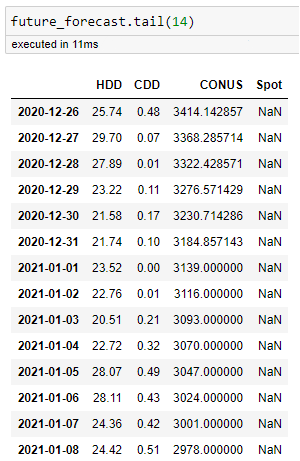 future_forecast.tail(14)
executed in 11ms
HDD CDD CONUS Spot
2020-12-26 25.74 0.48 3414.142857 NaN
2020-12-27 29.70 0.07 3368.285714 NaN
2020-12-28 27.89 0.01 3322.428571 NaN
2020-12-29 23.22 0.11 3276.571429 NaN
2020-12-30 21.58 0.17 3230.714286 NaN
2020-12-31 21.74 0.10 3184.857143 NaN
2021-01-01 23.52 0.00 3139.000000 NaN
2021-01-02 22.76 0.01 3116.000000 NaN
2021-01-03 20.51 0.21 3093.000000 NaN
2021-01-04 22.72 0.32 3070.000000 NaN
2021-01-05 28.07 0.49 3047.000000 NaN
2021-01-06 28.11 0.43 3024.000000 NaN
2021-01-07 24.36 0.42 3001.000000 NaN
2021-01-08 24.42 0.51 2978.000000 NaN